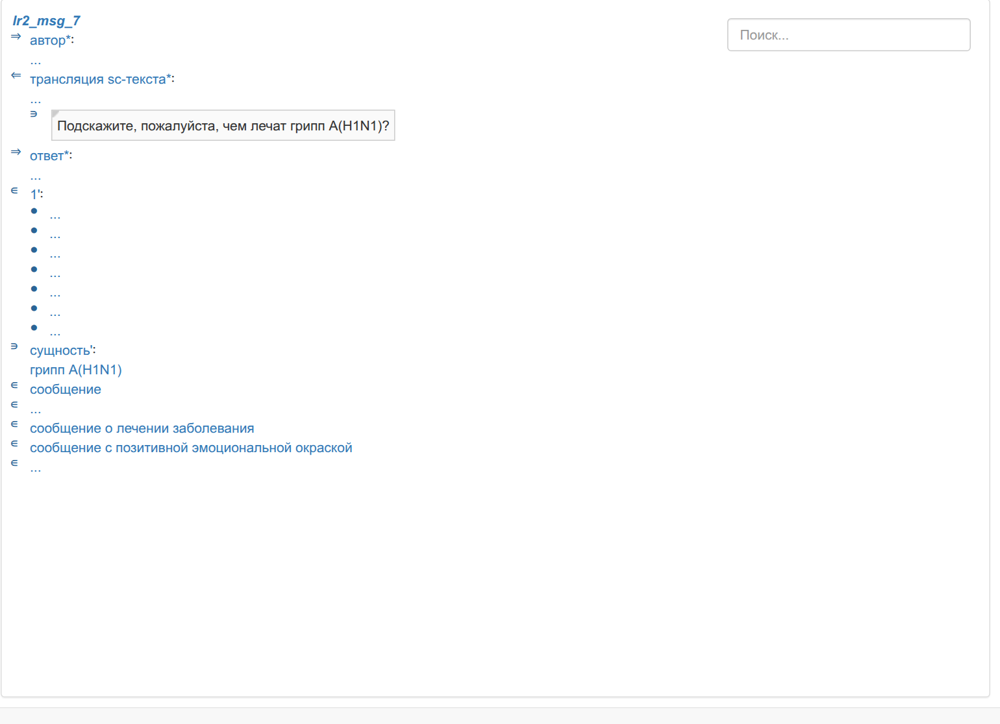 lr2_msg_7
Поиск...
⇒ автор*:
...
⇐ трансляция sc-текста*:
...
∍ Подскажите, пожалуйста, чем лечат грипп А(H1N1)?
⇒ ответ*:
...
∊ 1':
● ...
● ...
● ...
● ...
● ...
● ...
● ...
∍ сущность':
грипп А(H1N1)
∊ сообщение
∊ ...
∊ сообщение о лечении заболевания
∊ сообщение с позитивной эмоциональной окраской
∊ ...